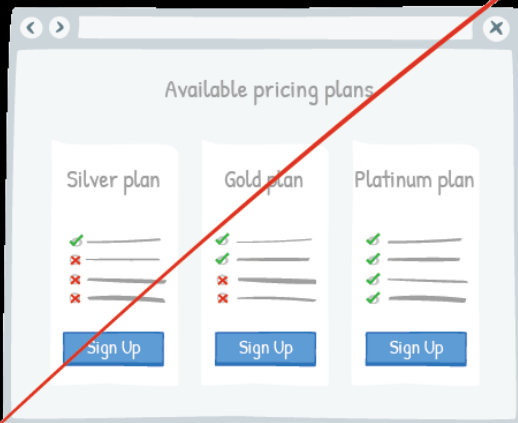 Available pricing plans
Silver plan
Gold plan
Platinum plan
Sign Up
Sign Up
Sign Up